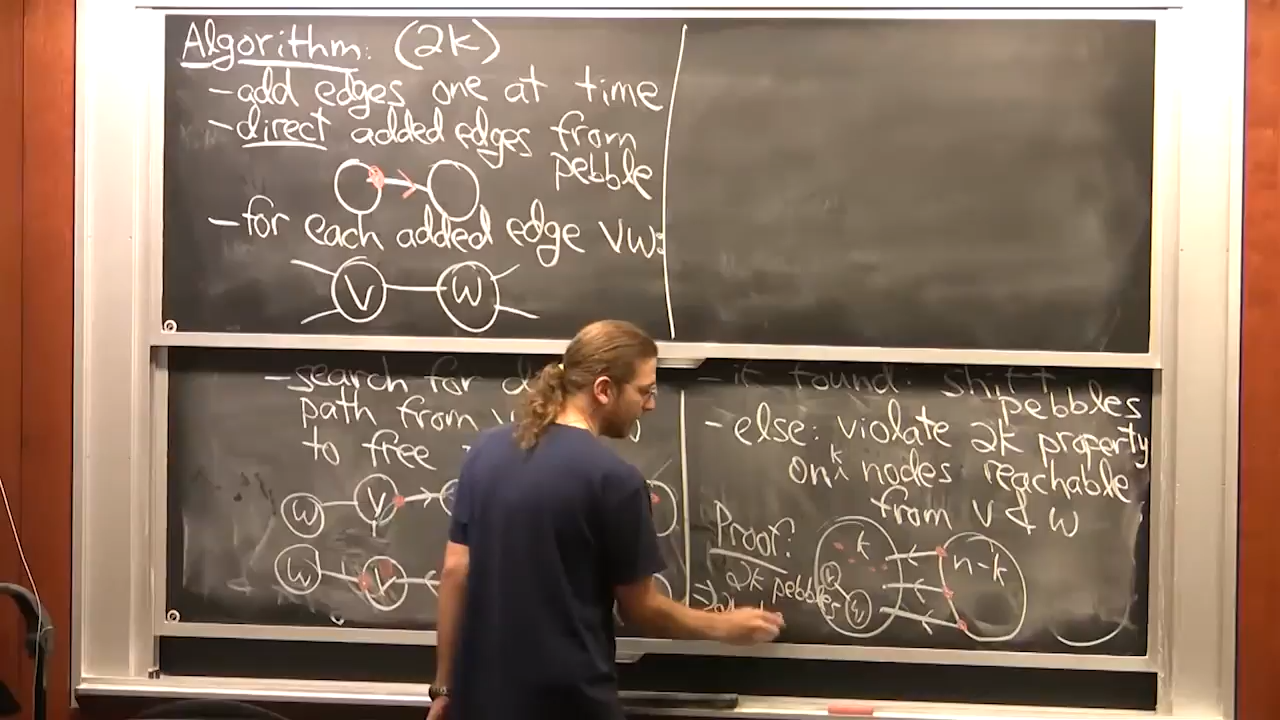 Algorithm: (2k)
-add edges one at time
-direct added edges from
pebble
-for each added edge vw:
v w
-search for
path from
to free
w v
w v
-if found: shift
pebbles
-else: violate 2k property
on k nodes reachable
from v & w
Proof:
k n-k
2k pebbles
v
w